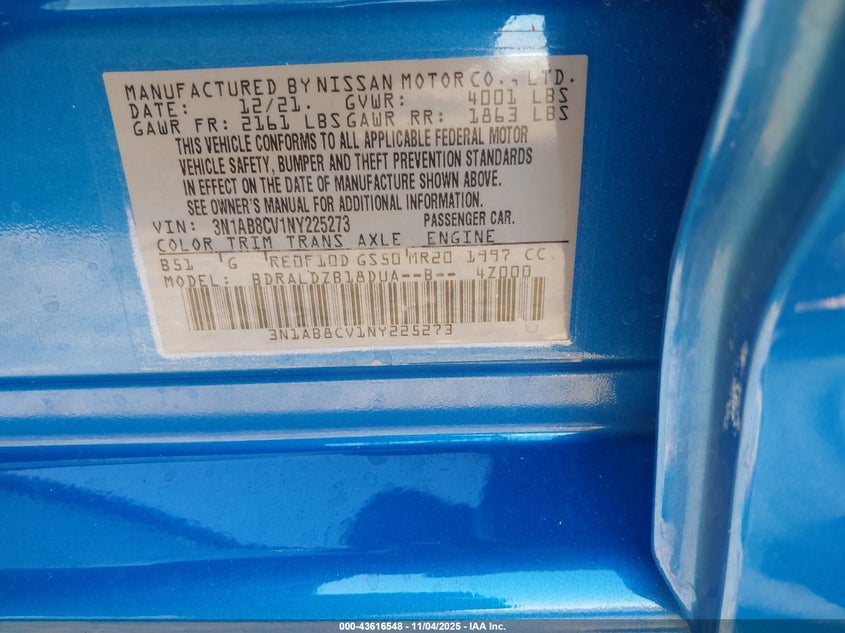 MANUFACTURED BY NISSAN MOTOR CO., LTD.
DATE: 12/21. GVWR: 4001 LBS
GAWR FR: 2161 LBS GAWR RR: 1863 LBS
THIS VEHICLE CONFORMS TO ALL APPLICABLE FEDERAL MOTOR
VEHICLE SAFETY, BUMPER AND THEFT PREVENTION STANDARDS
IN EFFECT ON THE DATE OF MANUFACTURE SHOWN ABOVE.
SEE OWNER'S MANUAL FOR ADDITIONAL INFORMATION.
VIN: 3N1AB8CV1NY225273 PASSENGER CAR.
COLOR TRIM TRANS AXLE ENGINE
B51 G RE0F10D GS50 MR20 1997 CC
MODEL: BDRALDZB18DUA--B-- 4Z000
3N1AB8CV1NY225273
000-43616548 - 11/04/2025 - IAA Inc.